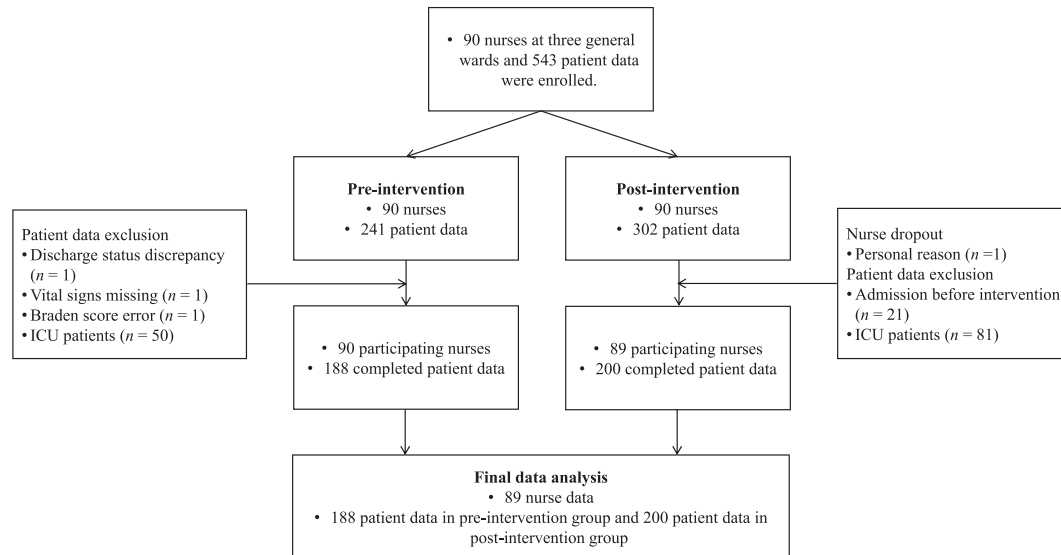 • 90 nurses at three general
wards and 543 patient data
were enrolled.
Pre-intervention
• 90 nurses
• 241 patient data
Post-intervention
• 90 nurses
• 302 patient data
Patient data exclusion
• Discharge status discrepancy
(n = 1)
• Vital signs missing (n = 1)
• Braden score error (n = 1)
• ICU patients (n = 50)
Nurse dropout
• Personal reason (n =1)
Patient data exclusion
• Admission before intervention
(n = 21)
• ICU patients (n = 81)
• 90 participating nurses
• 188 completed patient data
• 89 participating nurses
• 200 completed patient data
Final data analysis
• 89 nurse data
• 188 patient data in pre-intervention group and 200 patient data in
post-intervention group